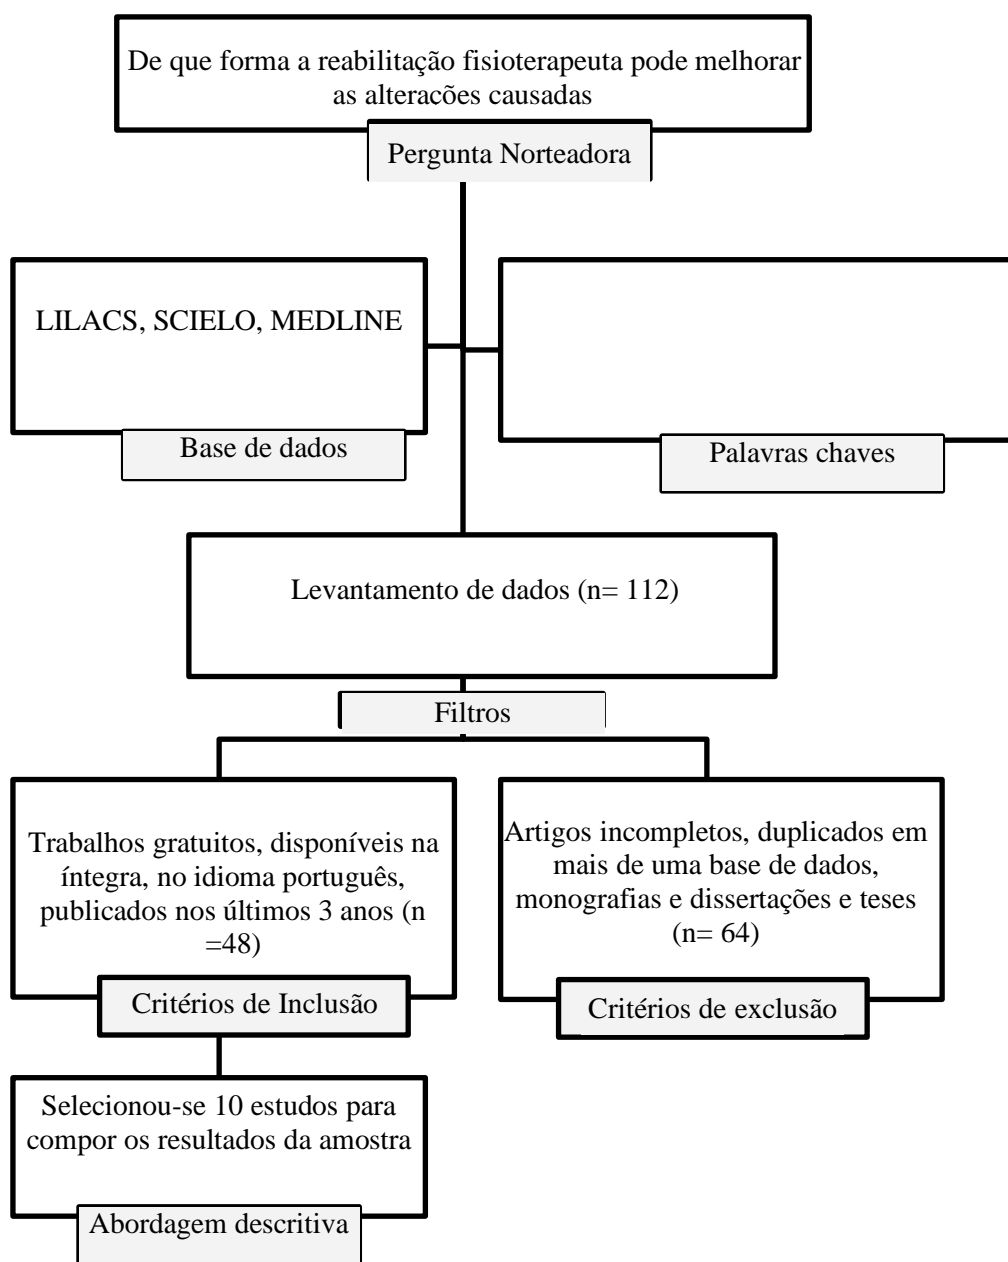 De que forma a reabilitação fisioterapeuta pode melhorar
as alterações causadas
Pergunta Norteadora
LILACS, SCIELO, MEDLINE
Base de dados
Palavras chaves
Levantamento de dados (n= 112)
Filtros
Trabalhos gratuitos, disponíveis na
íntegra, no idioma português,
publicados nos últimos 3 anos (n
=48)
Critérios de Inclusão
Artigos incompletos, duplicados em
mais de uma base de dados,
monografias e dissertações e teses
(n= 64)
Critérios de exclusão
Selecionou-se 10 estudos para
compor os resultados da amostra
Abordagem descritiva